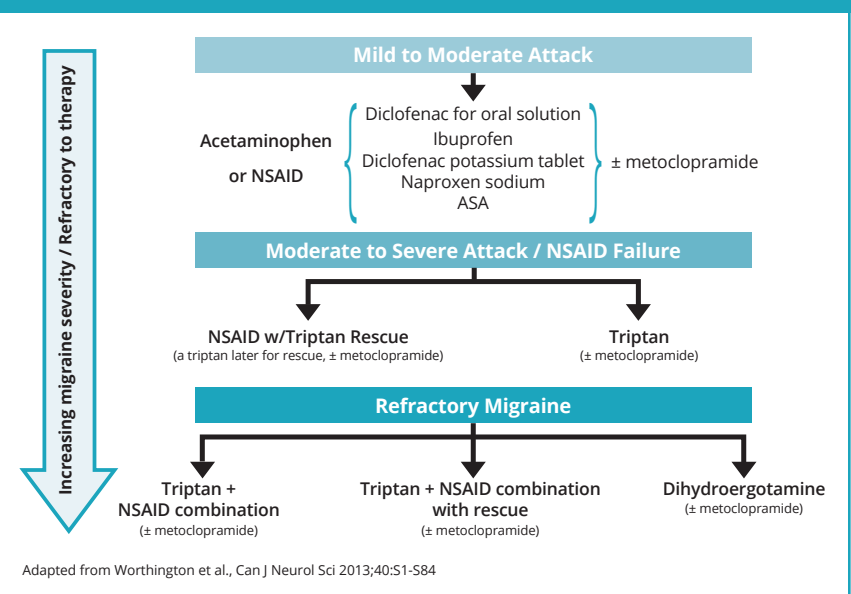 Increasing migraine severity / Refractory to therapy
Mild to Moderate Attack
Acetaminophen
or NSAID
Diclofenac for oral solution
Ibuprofen
Diclofenac potassium tablet
Naproxen sodium
ASA
± metoclopramide
Moderate to Severe Attack / NSAID Failure
NSAID w/Triptan Rescue
(a triptan later for rescue, ± metoclopramide)
Triptan
(± metoclopramide)
Refractory Migraine
Triptan +
NSAID combination
(± metoclopramide)
Triptan + NSAID combination
with rescue
(± metoclopramide)
Dihydroergotamine
(± metoclopramide)
Adapted from Worthington et al., Can J Neurol Sci 2013;40:S1-S84